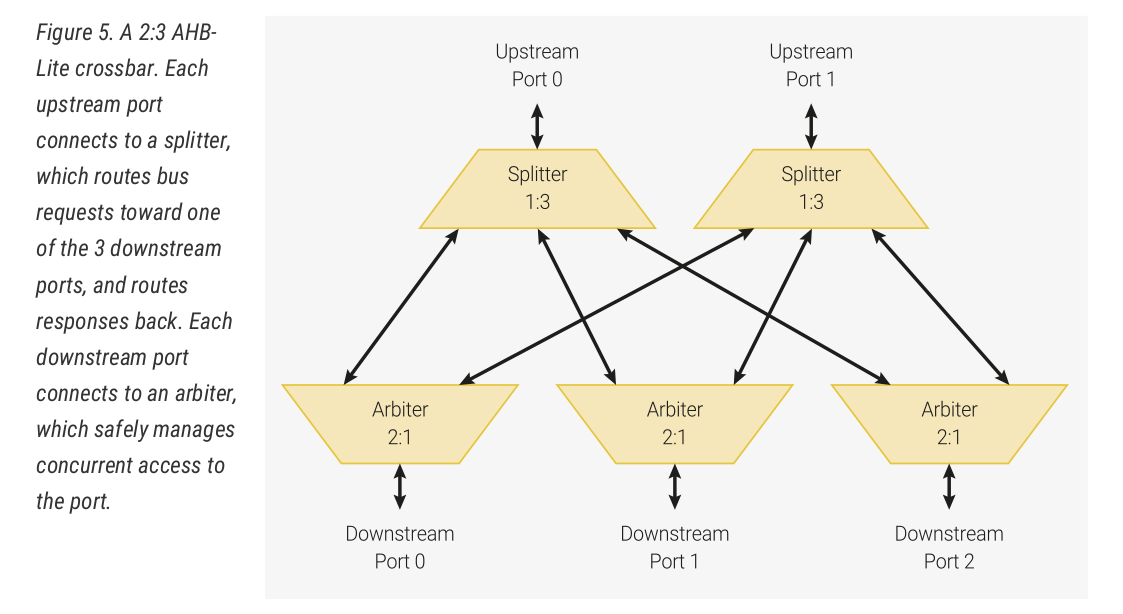 Figure 5. A 2:3 AHB-
Lite crossbar. Each
upstream port
connects to a splitter,
which routes bus
requests toward one
of the 3 downstream
ports, and routes
responses back. Each
downstream port
connects to an arbiter,
which safely manages
concurrent access to
the port.
Upstream
Port 0
Upstream
Port 1
Splitter
1:3
Splitter
1:3
Arbiter
2:1
Arbiter
2:1
Arbiter
2:1
Downstream
Port 0
Downstream
Port 1
Downstream
Port 2